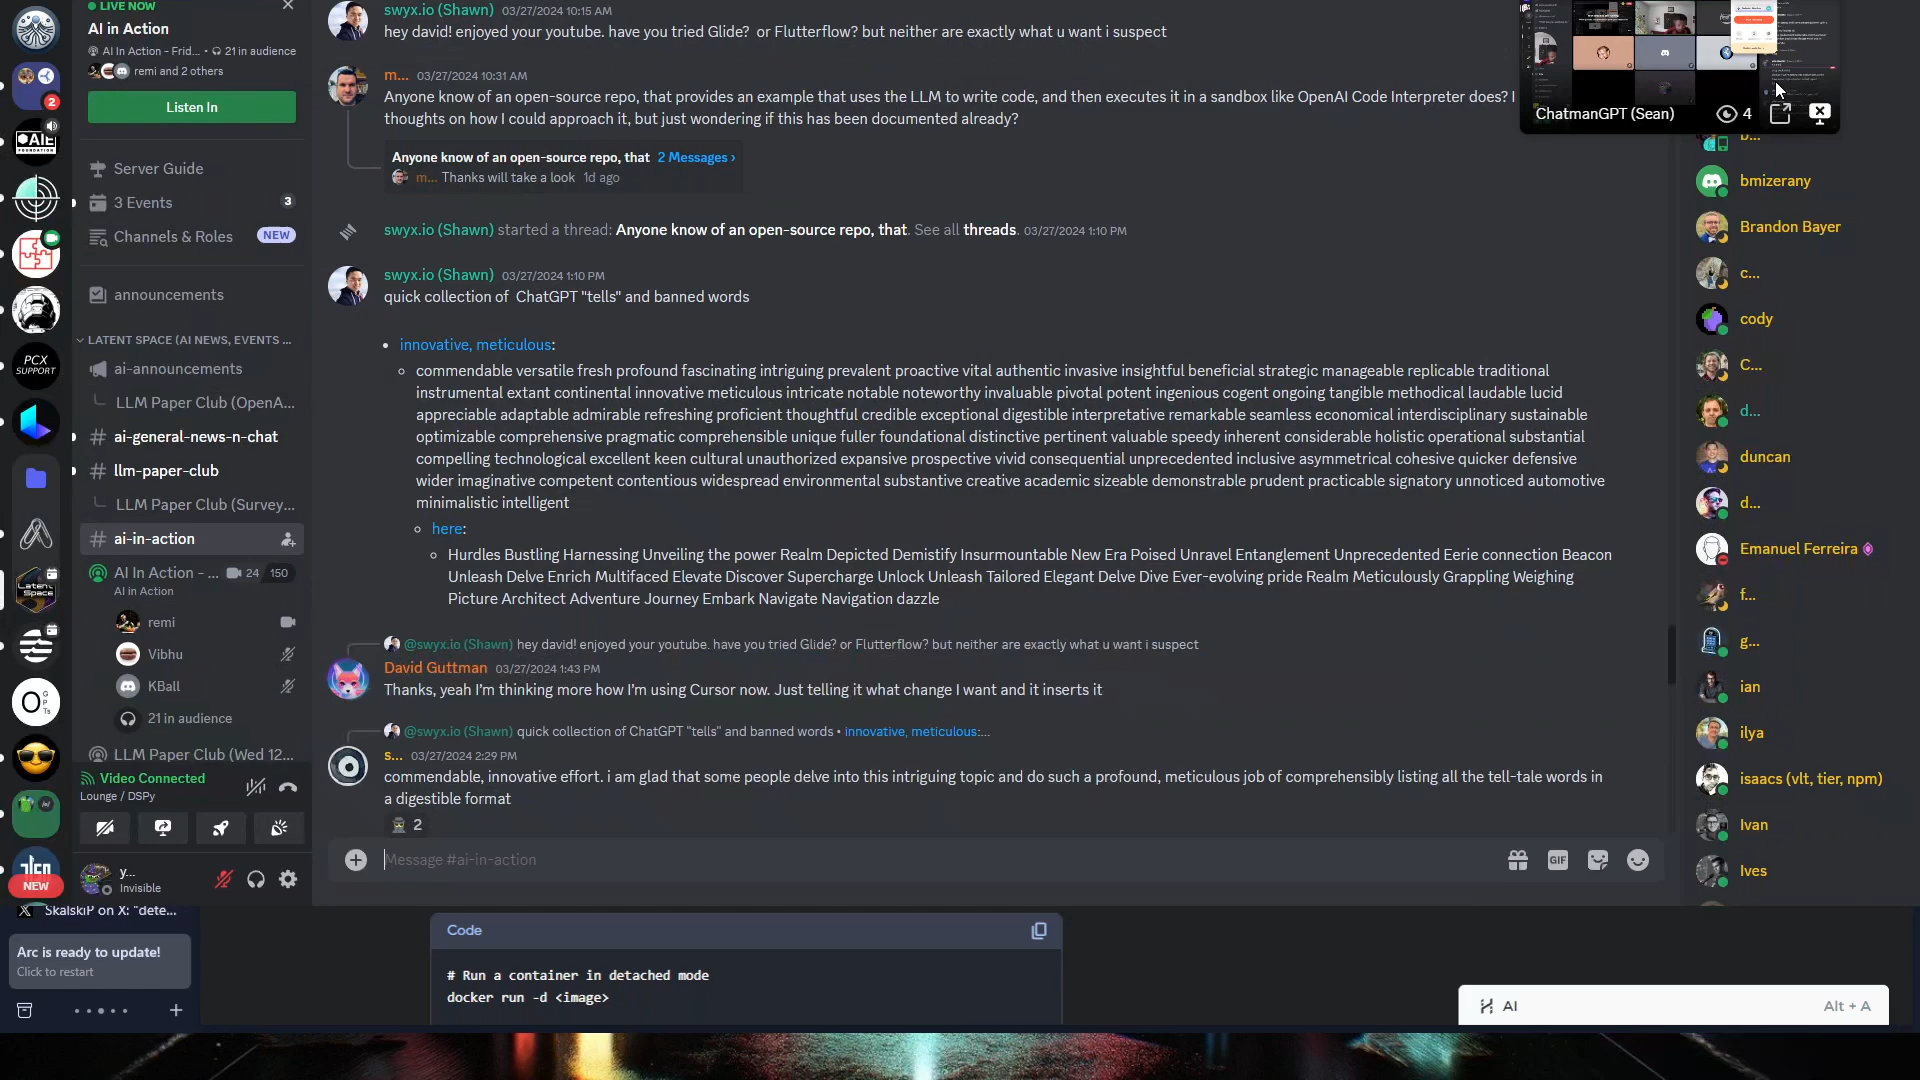 LIVE NOW
AI in Action
AI In Action - Frid... • 21 in audience
remi and 2 others
Listen In
2
AIE
FOUNDATION
PCX
SUPPORT
Latent
Space
NEW
Server Guide
3 Events
3
Channels & Roles
NEW
announcements
LATENT SPACE (AI NEWS, EVENTS ...
ai-announcements
LLM Paper Club (OpenA...
# ai-general-news-n-chat
# llm-paper-club
LLM Paper Club (Survey...
# ai-in-action
AI In Action - ...
24
150
AI in Action
remi
Vibhu
KBall
21 in audience
LLM Paper Club (Wed 12...
Video Connected
Lounge / DSPy
y...
Invisible
swyx.io (Shawn) 03/27/2024 10:15 AM
hey david! enjoyed your youtube. have you tried Glide? or Flutterflow? but neither are exactly what u want i suspect
m... 03/27/2024 10:31 AM
Anyone know of an open-source repo, that provides an example that uses the LLM to write code, and then executes it in a sandbox like OpenAI Code Interpreter does? I
thoughts on how I could approach it, but just wondering if this has been documented already?
Anyone know of an open-source repo, that 2 Messages ›
m... Thanks will take a look 1d ago
swyx.io (Shawn) started a thread: Anyone know of an open-source repo, that. See all threads. 03/27/2024 1:10 PM
swyx.io (Shawn) 03/27/2024 1:10 PM
quick collection of ChatGPT "tells" and banned words
• innovative, meticulous:
commendable versatile fresh profound fascinating intriguing prevalent proactive vital authentic invasive insightful beneficial strategic manageable replicable traditional
instrumental extant continental innovative meticulous intricate notable noteworthy invaluable pivotal potent ingenious cogent ongoing tangible methodical laudable lucid
appreciable adaptable admirable refreshing proficient thoughtful credible exceptional digestible interpretative remarkable seamless economical interdisciplinary sustainable
optimizable comprehensive pragmatic comprehensible unique fuller foundational distinctive pertinent valuable speedy inherent considerable holistic operational substantial
compelling technological excellent keen cultural unauthorized expansive prospective vivid consequential unprecedented inclusive asymmetrical cohesive quicker defensive
wider imaginative competent contentious widespread environmental substantive creative academic sizeable demonstrable prudent practicable signatory unnoticed automotive
minimalistic intelligent
here:
Hurdles Bustling Harnessing Unveiling the power Realm Depicted Demistify Insurmountable New Era Poised Unravel Entanglement Unprecedented Eerie connection Beacon
Unleash Delve Enrich Multifaced Elevate Discover Supercharge Unlock Unleash Tailored Elegant Delve Dive Ever-evolving pride Realm Meticulously Grappling Weighing
Picture Architect Adventure Journey Embark Navigate Navigation dazzle
@swyx.io (Shawn) hey david! enjoyed your youtube. have you tried Glide? or Flutterflow? but neither are exactly what u want i suspect
David Guttman 03/27/2024 1:43 PM
Thanks, yeah I'm thinking more how I'm using Cursor now. Just telling it what change I want and it inserts it
@swyx.io (Shawn) quick collection of ChatGPT "tells" and banned words • innovative, meticulous:...
s... 03/27/2024 2:29 PM
commendable, innovative effort. i am glad that some people delve into this intriguing topic and do such a profound, meticulous job of comprehensibly listing all the tell-tale words in
a digestible format
2
Message #ai-in-action
GIF
ChatmanGPT (Sean)
4
b...
bmizerany
Brandon Bayer
c...
cody
C...
d...
duncan
d...
Emanuel Ferreira
f...
g...
ian
ilya
isaacs (vlt, tier, npm)
Ivan
Ives
SkalskiP on X: "dete...
Arc is ready to update!
Click to restart
Code
# Run a container in detached mode
docker run -d <image>
AI
Alt + A